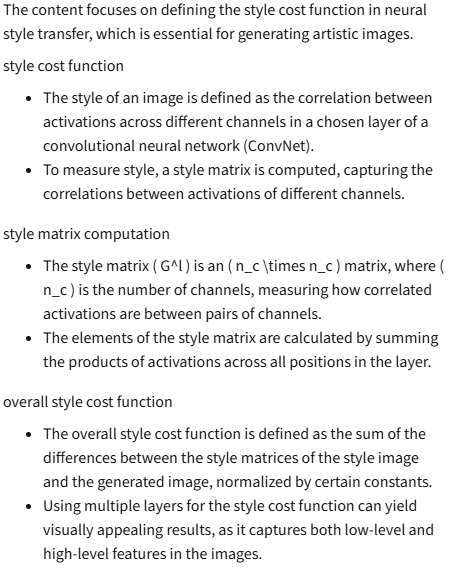 The content focuses on defining the style cost function in neural
style transfer, which is essential for generating artistic images.
style cost function
• The style of an image is defined as the correlation between
activations across different channels in a chosen layer of a
convolutional neural network (ConvNet).
• To measure style, a style matrix is computed, capturing the
correlations between activations of different channels.
style matrix computation
• The style matrix ( G^l ) is an ( n_c \times n_c ) matrix, where (
n_c ) is the number of channels, measuring how correlated
activations are between pairs of channels.
• The elements of the style matrix are calculated by summing
the products of activations across all positions in the layer.
overall style cost function
• The overall style cost function is defined as the sum of the
differences between the style matrices of the style image
and the generated image, normalized by certain constants.
• Using multiple layers for the style cost function can yield
visually appealing results, as it captures both low-level and
high-level features in the images.